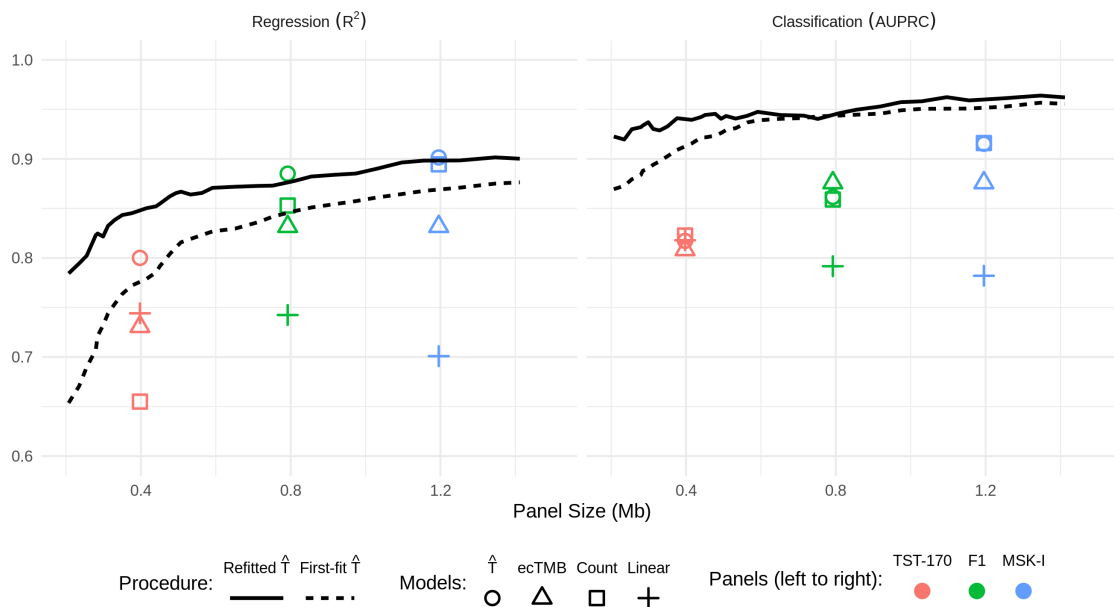 Regression (R²)
Classification (AUPRC)
1.0
0.9
0.8
0.7
0.6
0.4 0.8 1.2
0.4 0.8 1.2
Panel Size (Mb)
Procedure: Refitted T̂ First-fit T̂
Models: T̂ ecTMB Count Linear
Panels (left to right): TST-170 F1 MSK-I